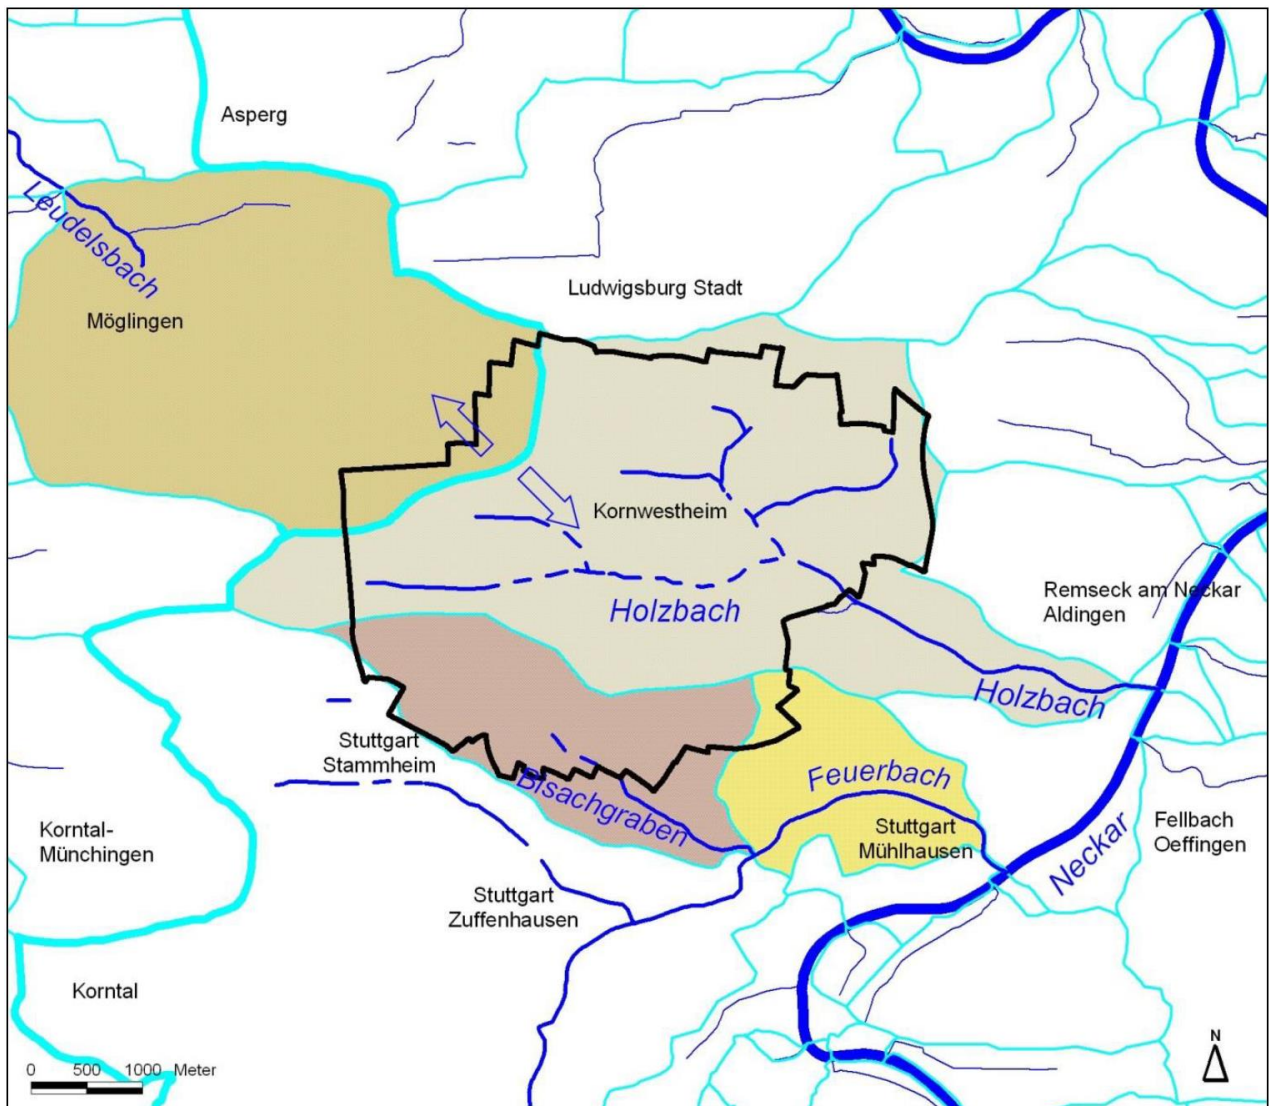 Asperg
Leudelsbach
Ludwigsburg Stadt
Möglingen
Kornwestheim
Remseck am Neckar
Aldingen
Holzbach
Holzbach
Stuttgart
Stammheim
Feuerbach
Bisachgraben
Stuttgart
Mühlhausen
Fellbach
Oeffingen
Korntal-
Münchingen
Neckar
Stuttgart
Zuffenhausen
Korntal
N
0 500 1000 Meter